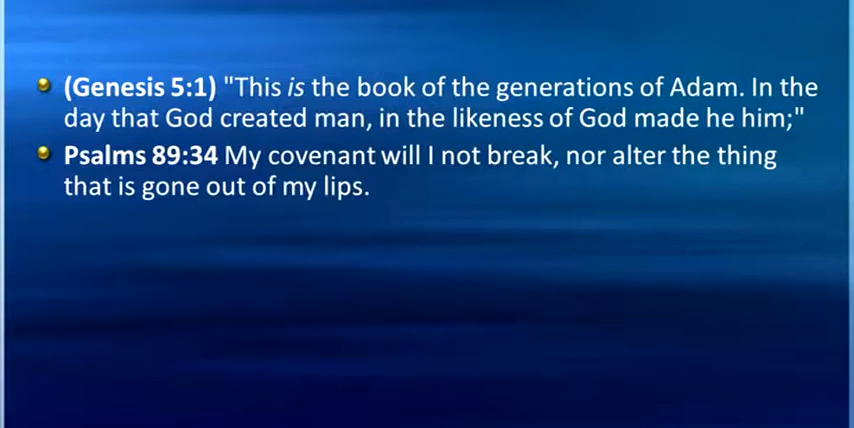 (Genesis 5:1) "This is the book of the generations of Adam. In the
day that God created man, in the likeness of God made he him;"
Psalms 89:34 My covenant will I not break, nor alter the thing
that is gone out of my lips.